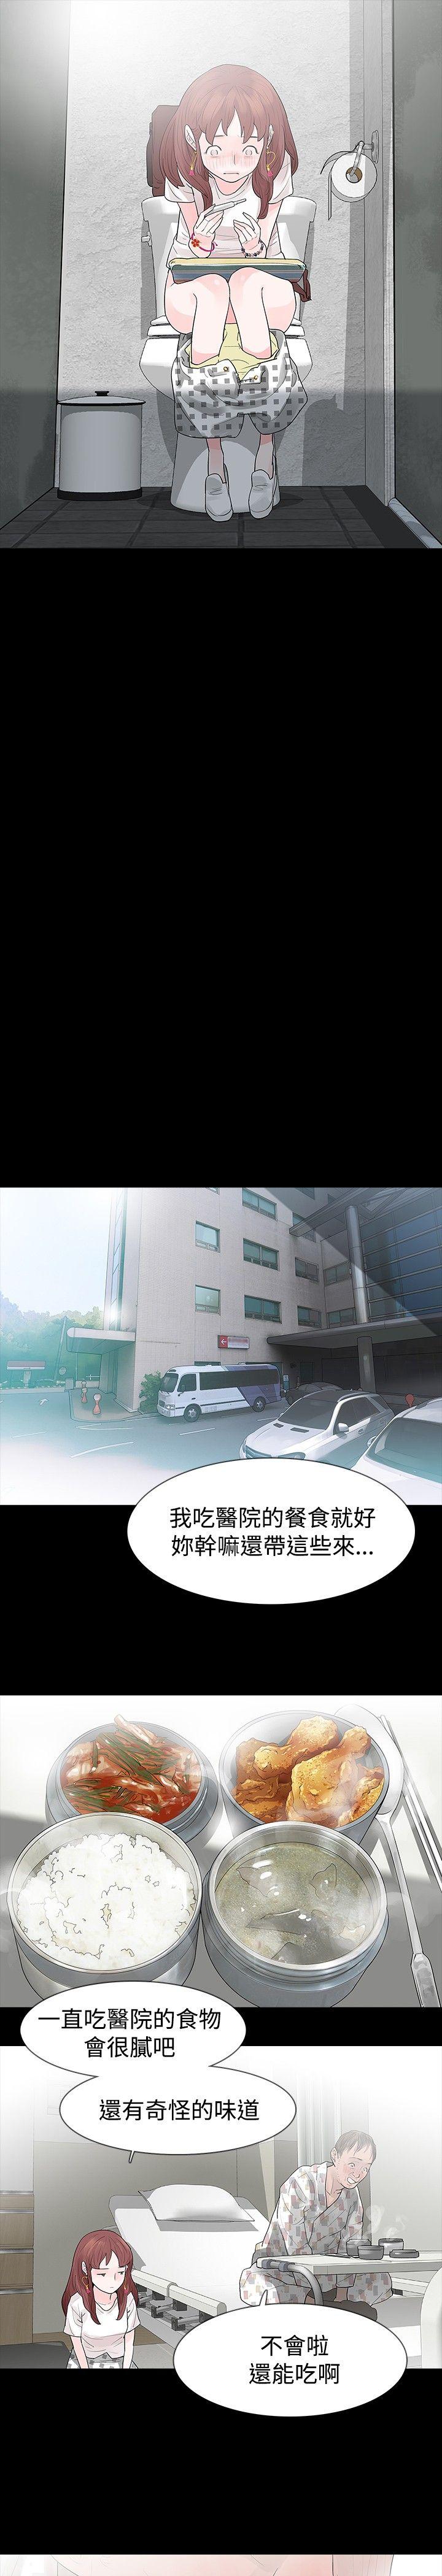 我吃醫院的餐食就好
妳幹嘛還帶這些來...
一直吃醫院的食物
會很膩吧
還有奇怪的味道
不會啦
還能吃啊